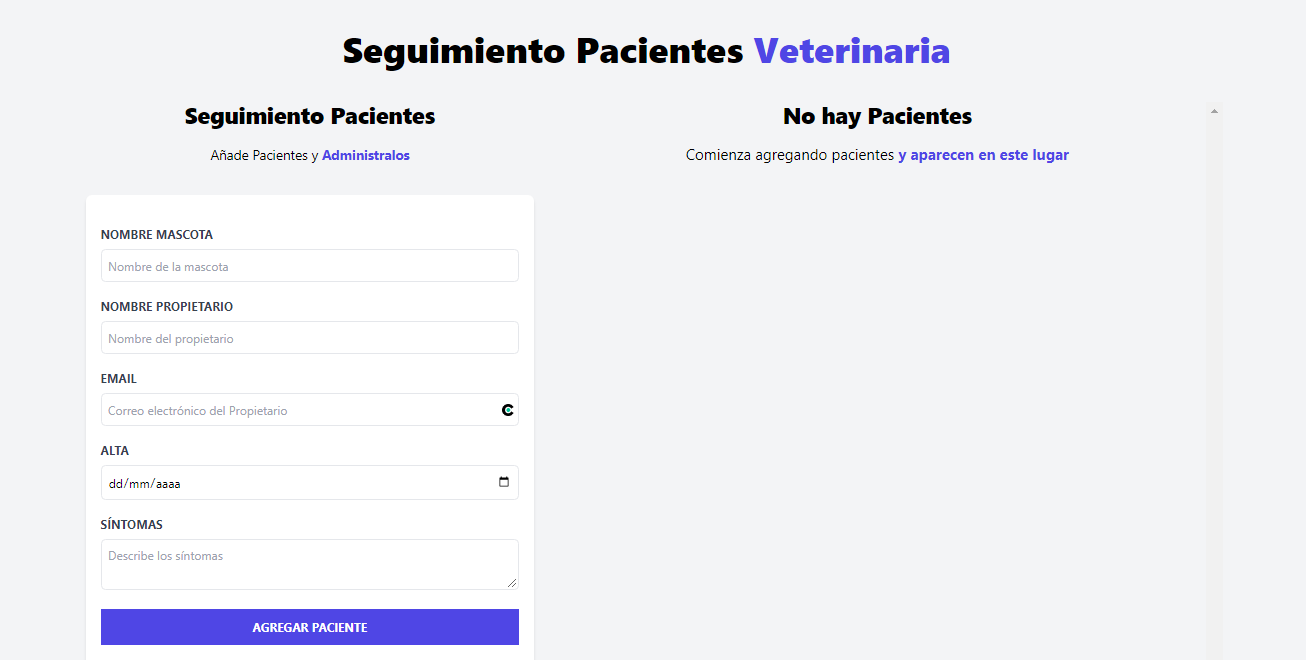 Seguimiento Pacientes Veterinaria
Seguimiento Pacientes
Añade Pacientes y Administralos
NOMBRE MASCOTA
Nombre de la mascota
NOMBRE PROPIETARIO
Nombre del propietario
EMAIL
Correo electrónico del Propietario
ALTA
dd/mm/aaaa
SÍNTOMAS
Describe los síntomas
AGREGAR PACIENTE
No hay Pacientes
Comienza agregando pacientes y aparecen en este lugar